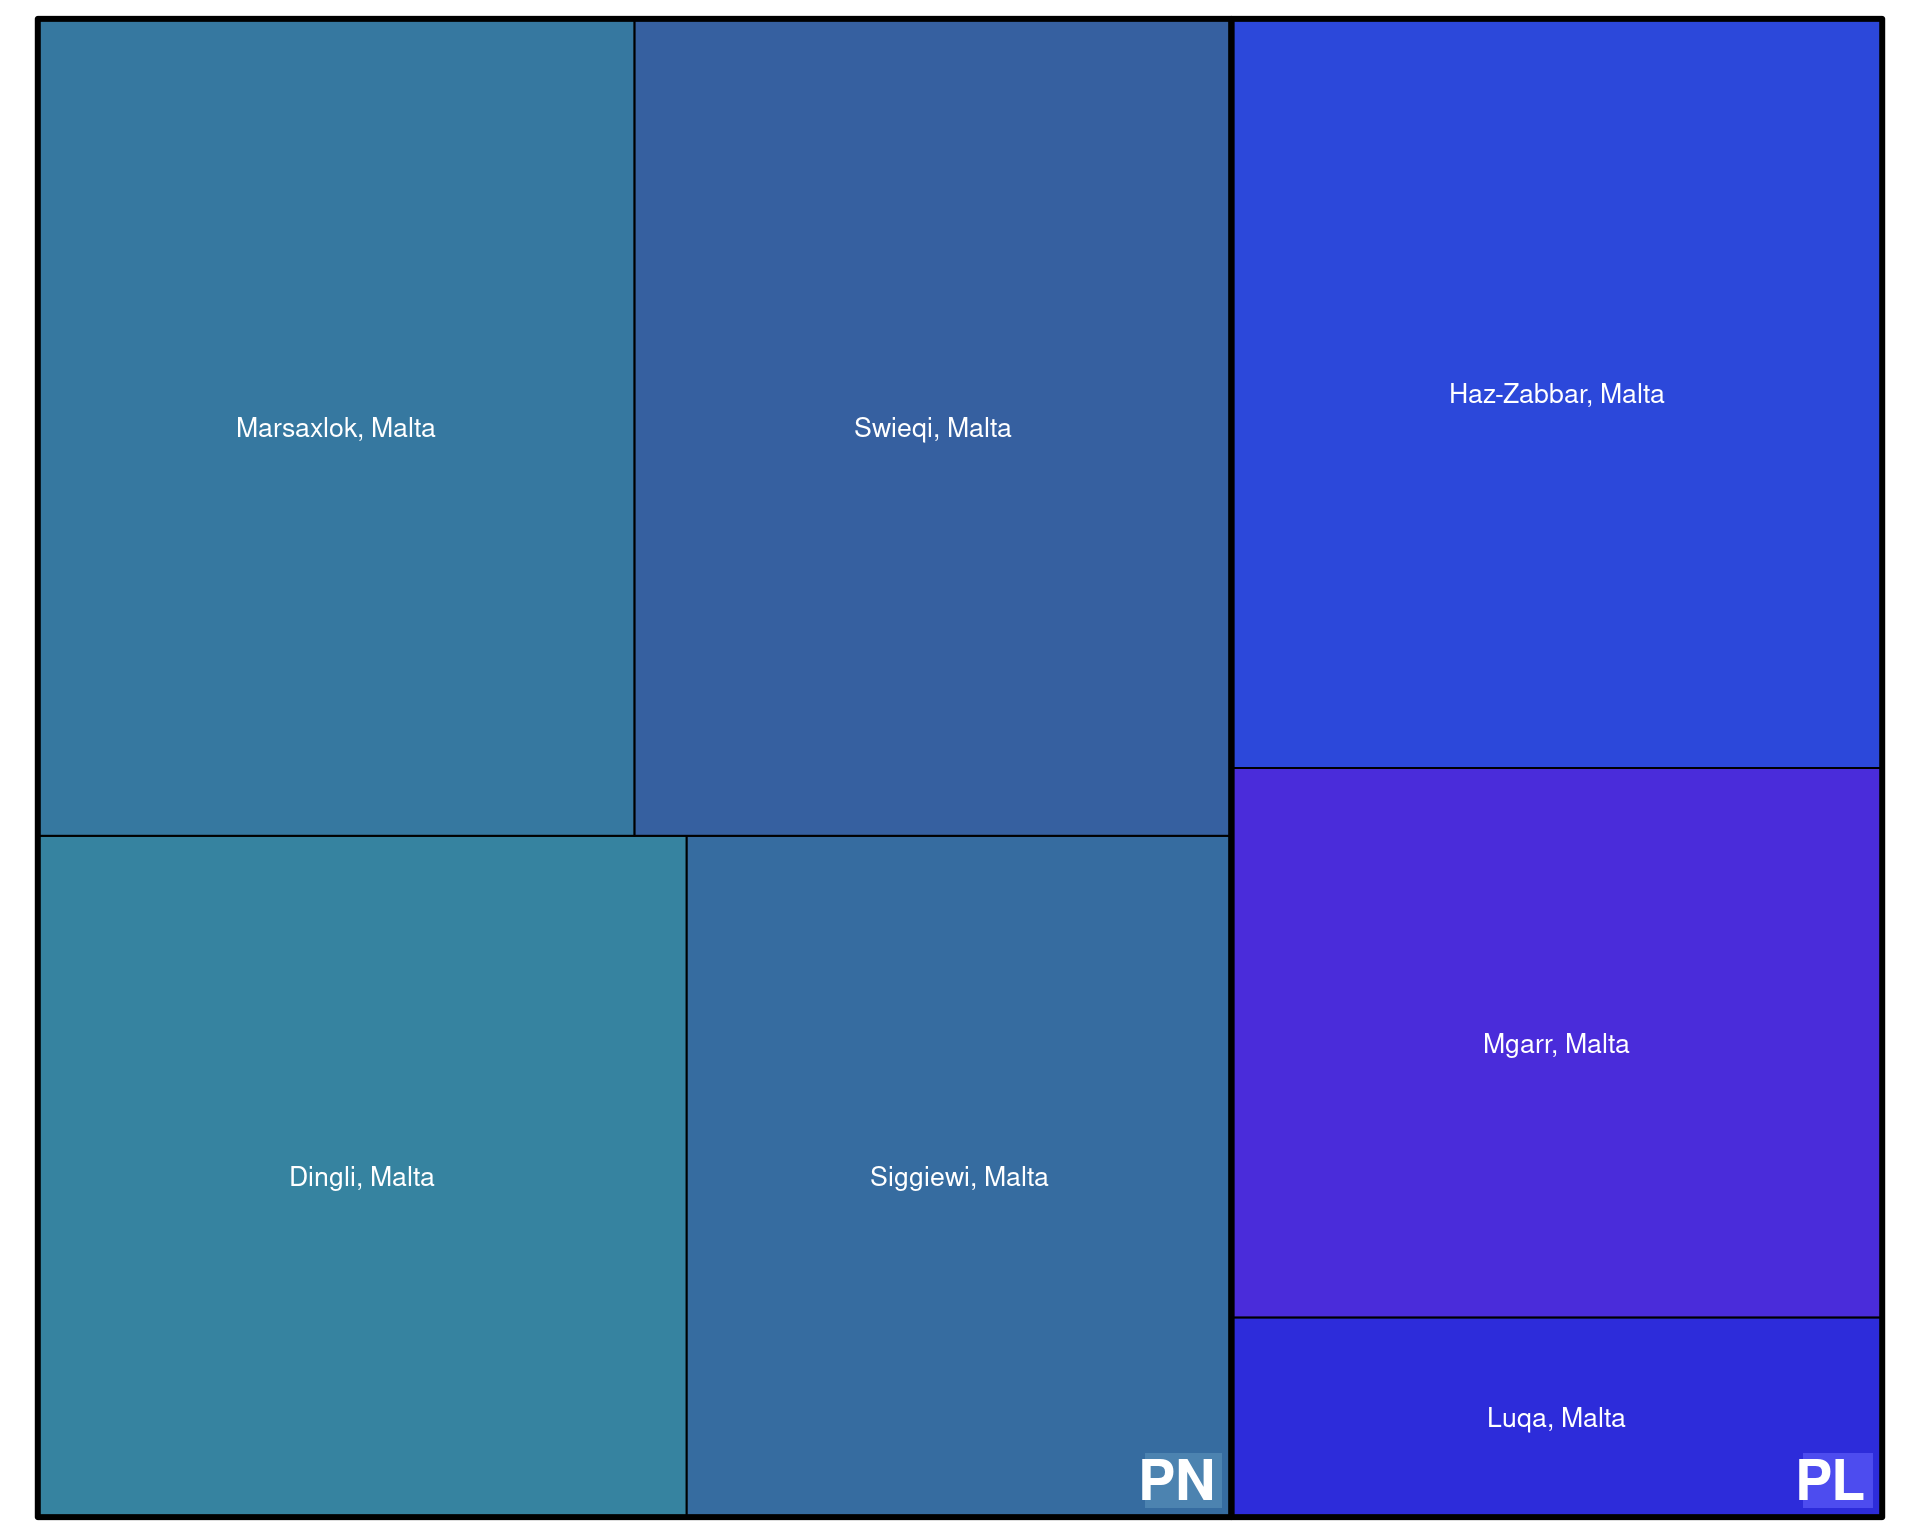 Marsaxlok, Malta
Swieqi, Malta
Haz-Zabbar, Malta
Dingli, Malta
Siggiewi, Malta
Mgarr, Malta
Luqa, Malta
PN
PL